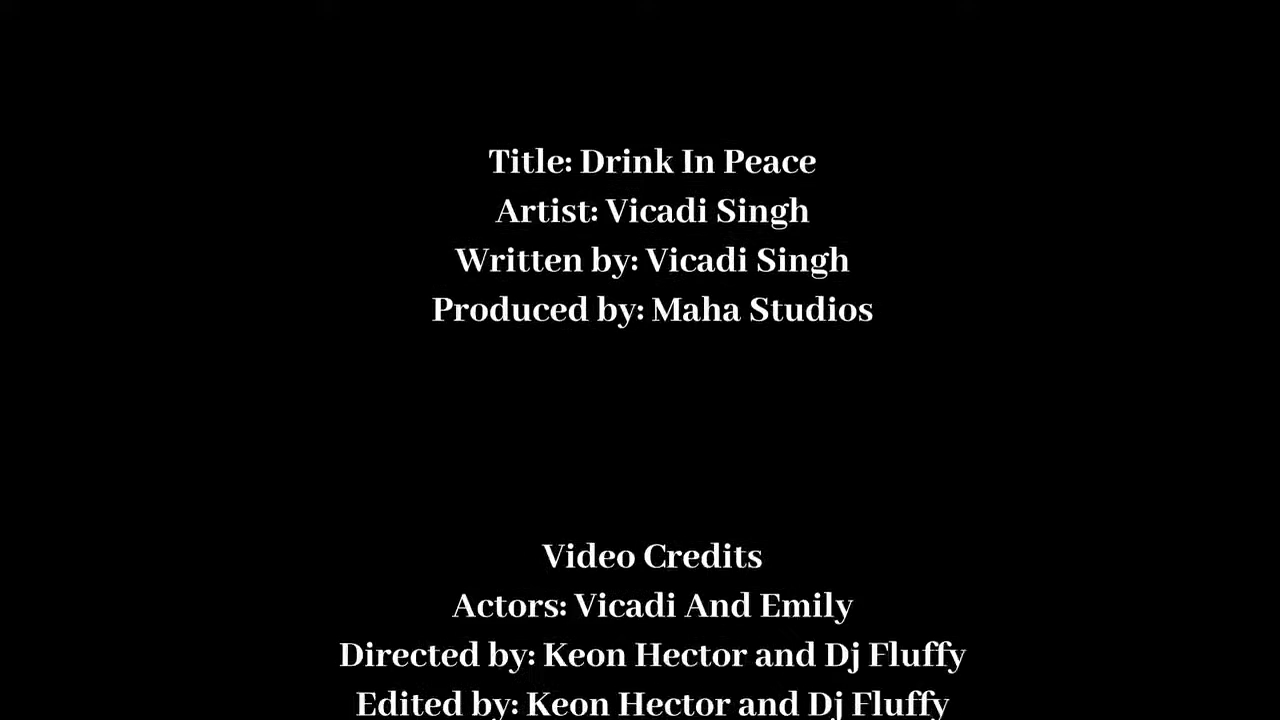 Title: Drink In Peace
Artist: Vicadi Singh
Written by: Vicadi Singh
Produced by: Maha Studios
Video Credits
Actors: Vicadi And Emily
Directed by: Keon Hector and Dj Fluffy
Edited by: Keon Hector and Dj Fluffy